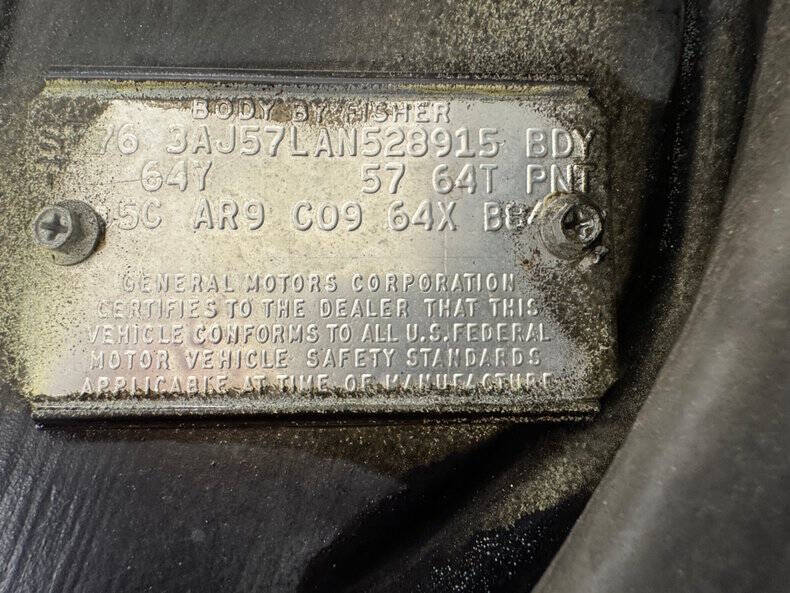 BODY BY FISHER
76 3AJ57LAN528915 BDY
64Y 57 64T PNT
5C AR9 C09 64X
GENERAL MOTORS CORPORATION
CERTIFIES TO THE DEALER THAT THIS
VEHICLE CONFORMS TO ALL U.S. FEDERAL
MOTOR VEHICLE SAFETY STANDARDS
APPLICABLE AT TIME OF MANUFACTURE